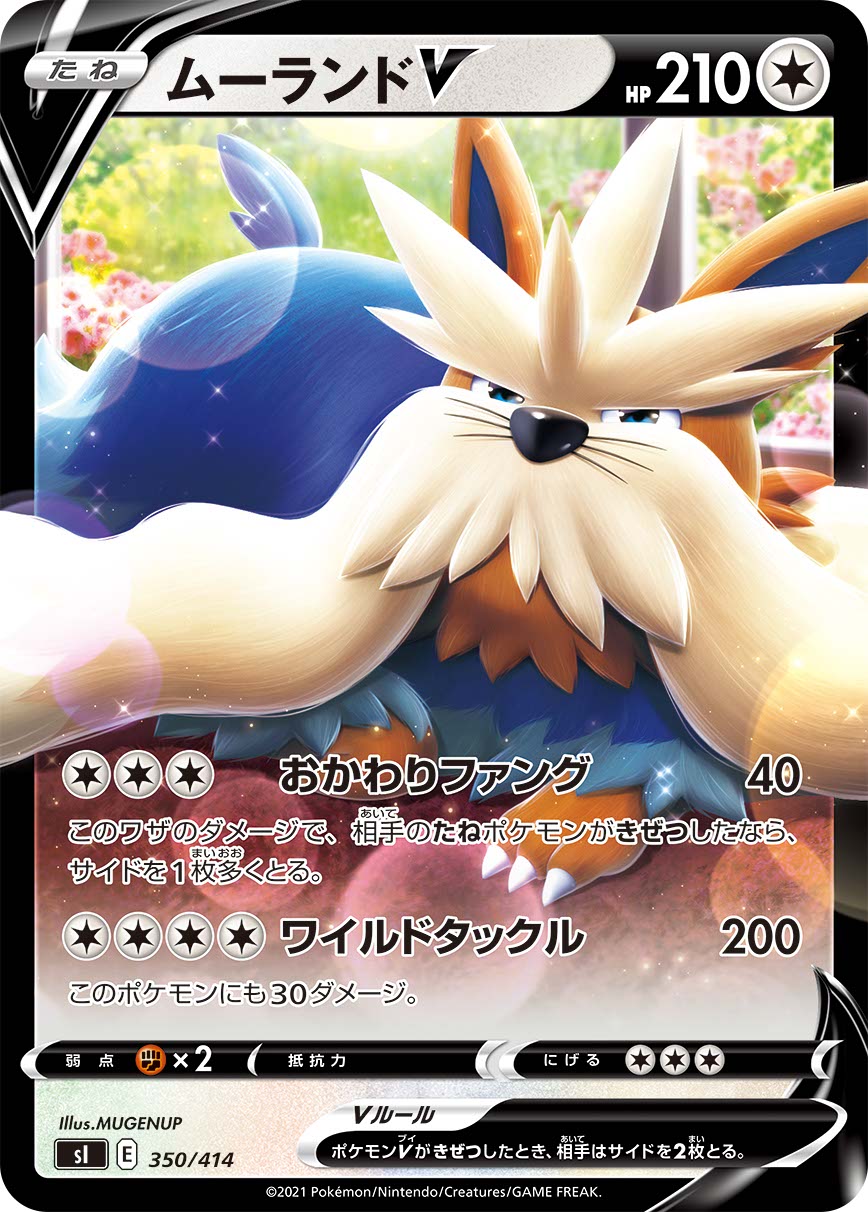 たね ムーランドV HP 210
おかわりファング 40
このワザのダメージで、相手のたねポケモンがきぜつしたなら、
サイドを1枚多くとる。
ワイルドタックル 200
このポケモンにも30ダメージ。
弱点 ×2 抵抗力 にげる
Illus.MUGENUP
Vルール
ポケモンVがきぜつしたとき、相手はサイドを2枚とる。
sI E 350/414
©2021 Pokémon/Nintendo/Creatures/GAME FREAK.